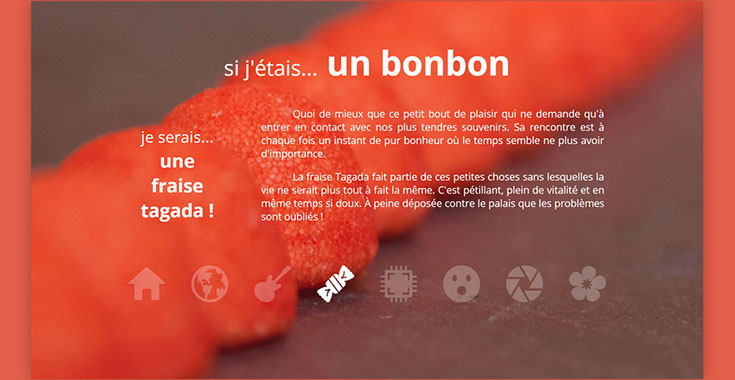 si j'étais... un bonbon
je serais...
une
fraise
tagada !
Quoi de mieux que ce petit bout de plaisir qui ne demande qu'à
entrer en contact avec nos plus tendres souvenirs. Sa rencontre est à
chaque fois un instant de pur bonheur où le temps semble ne plus avoir
d'importance.
La fraise Tagada fait partie de ces petites choses sans lesquelles la
vie ne serait plus tout à fait la même. C'est pétillant, plein de vitalité et en
même temps si doux. À peine déposée contre le palais que les problèmes
sont oubliés !